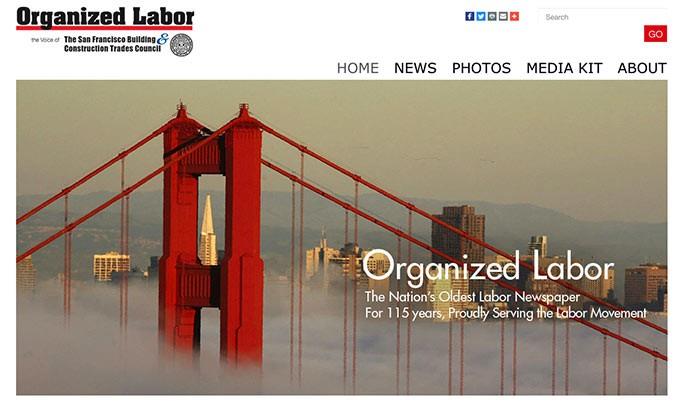 Organized Labor
the Voice of The San Francisco Building &
Construction Trades Council
Search
GO
HOME NEWS PHOTOS MEDIA KIT ABOUT
Organized Labor
The Nation's Oldest Labor Newspaper
For 115 years, Proudly Serving the Labor Movement